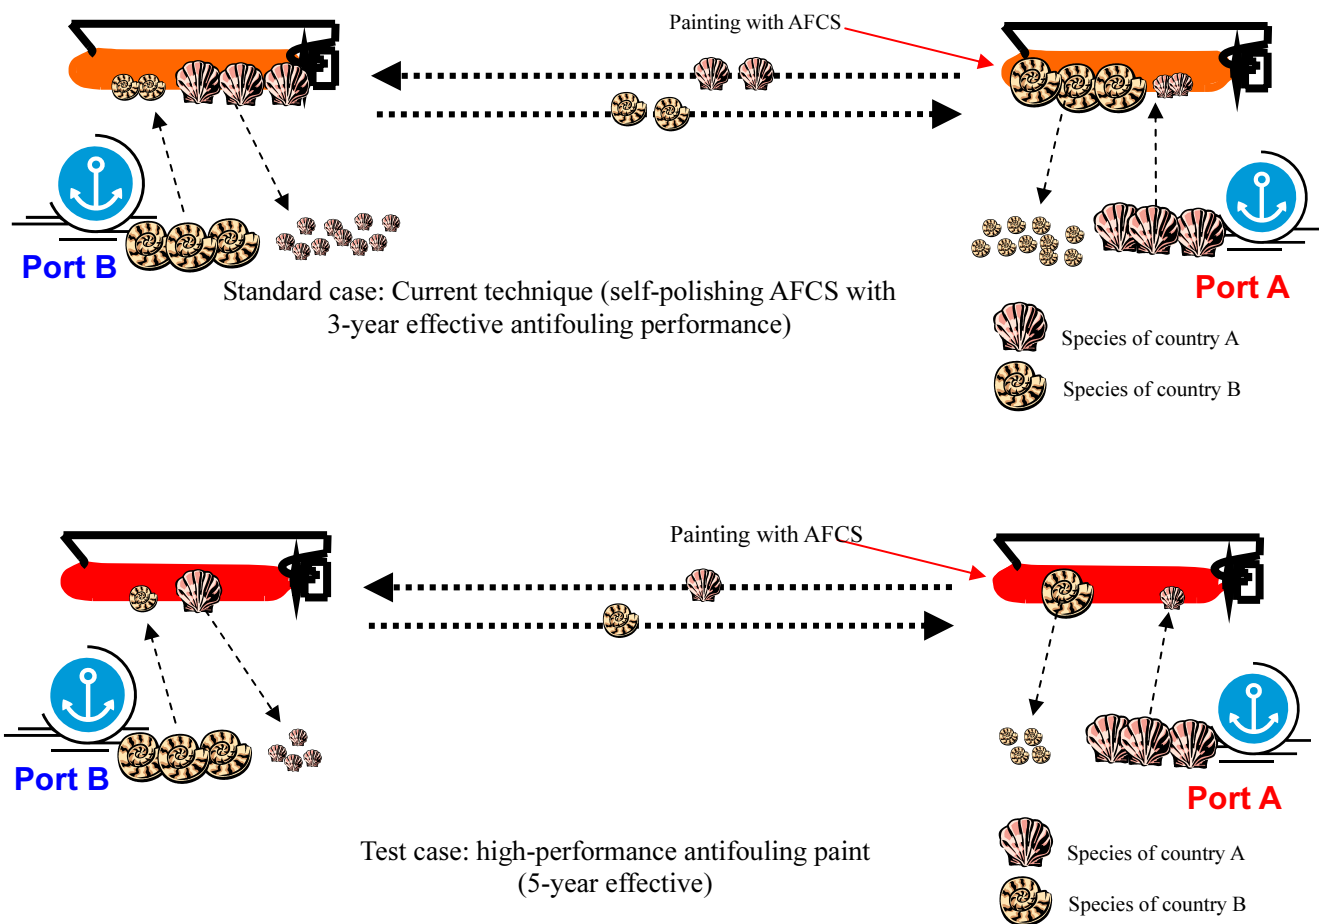 Painting with AFCS
Port B
Port A
Standard case: Current technique (self-polishing AFCS with
3-year effective antifouling performance)
Species of country A
Species of country B
Painting with AFCS
Port B
Port A
Test case: high-performance antifouling paint
(5-year effective)
Species of country A
Species of country B